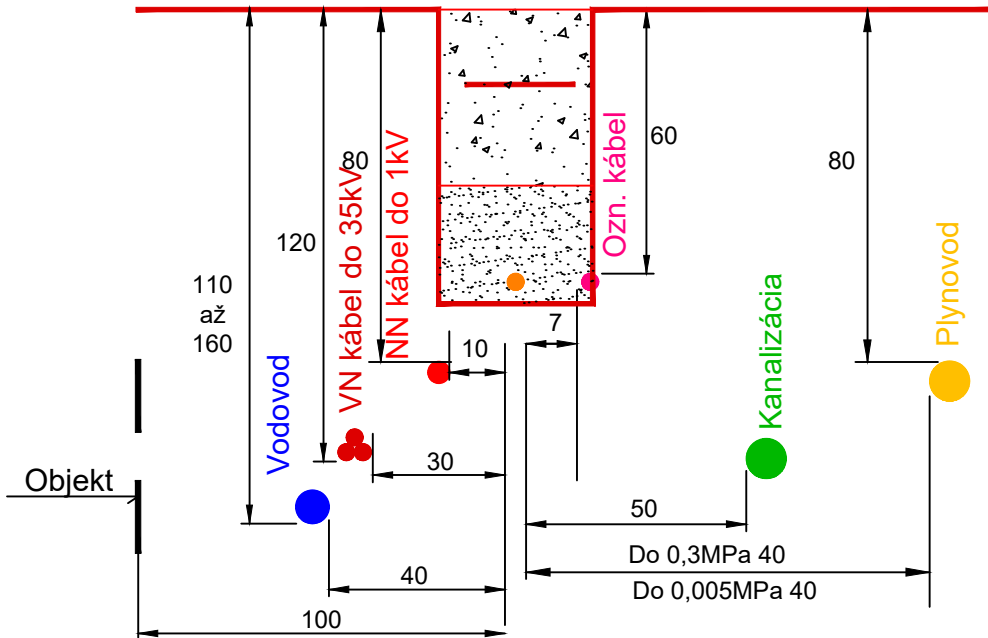 80
NN kábel do 1kV
120
VN kábel do 35kV
60
Ozn. kábel
80
110
až
160
Vodovod
Plynovod
Kanalizácia
7
10
30
Objekt
50
Do 0,3MPa 40
Do 0,005MPa 40
40
100